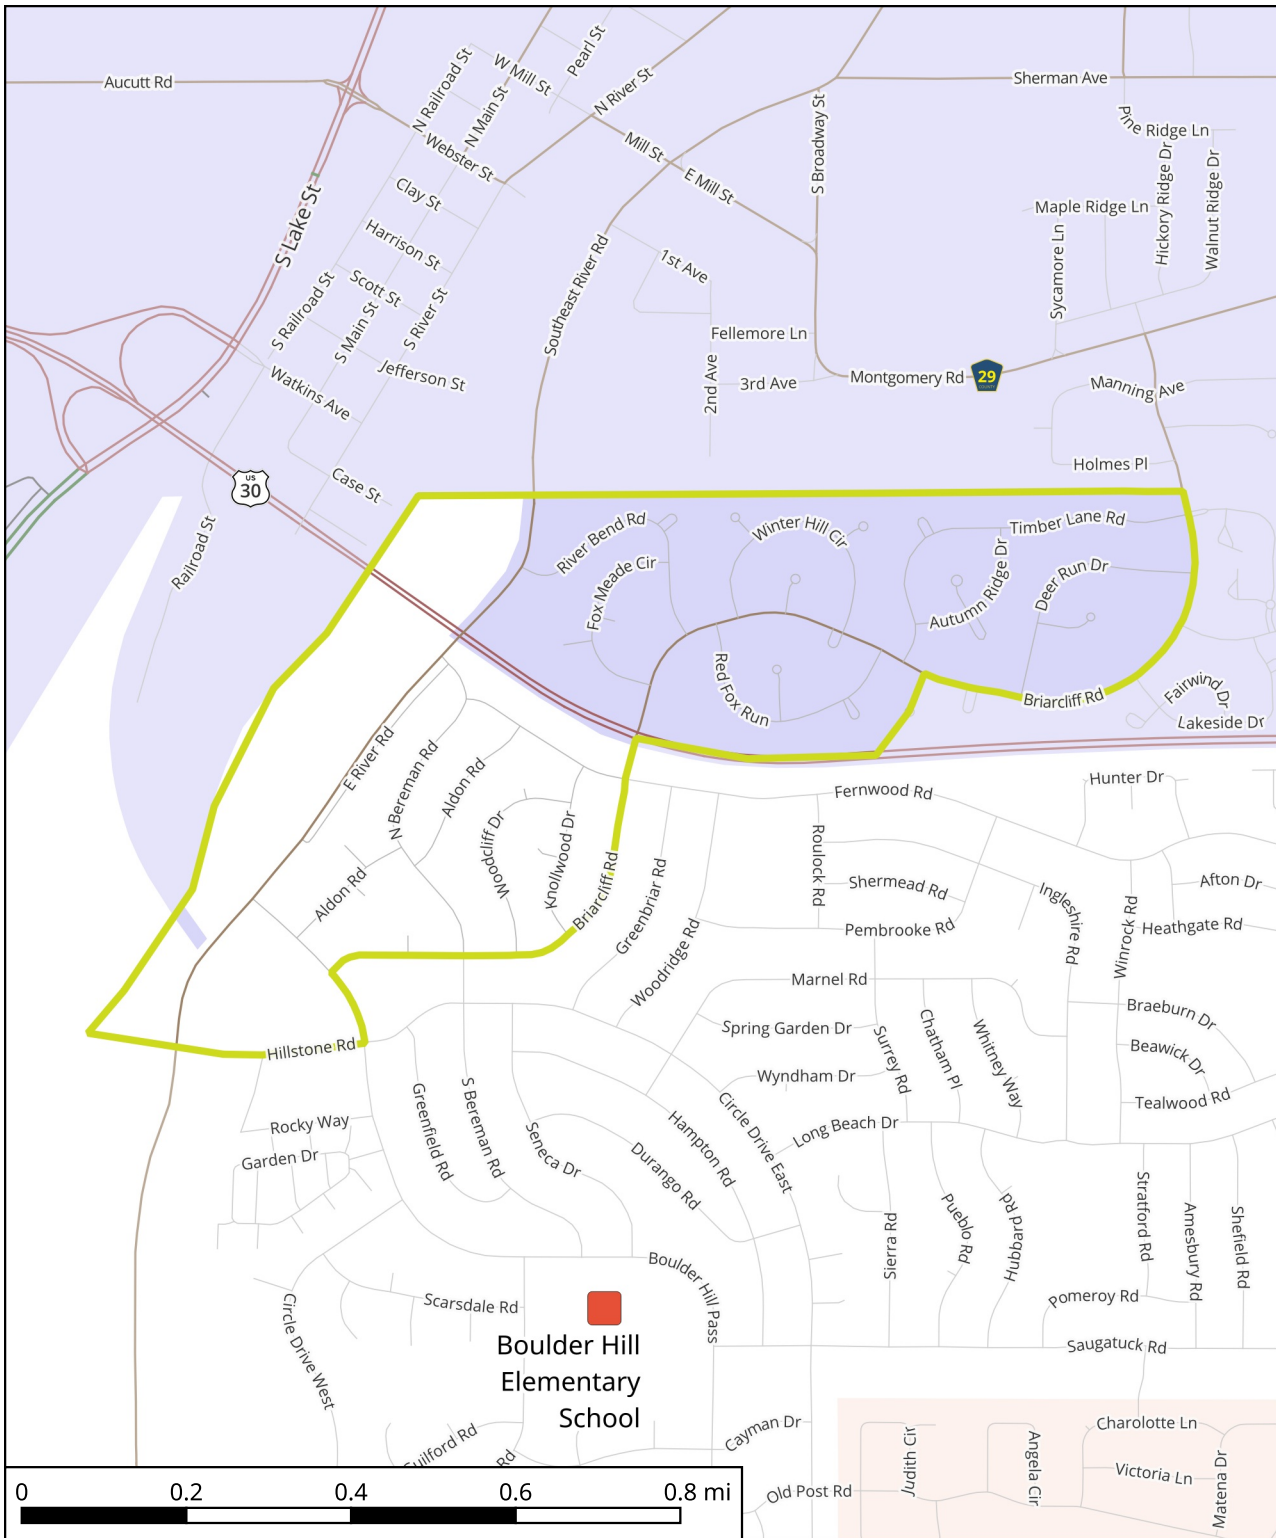 Pearl St
N Railroad St
W Mill St
Aucutt Rd
Sherman Ave
N River St
N Main St
Pine Ridge Ln
Webster St
Mill St
S Broadway St
E Mill St
Hickory Ridge Dr
Walnut Ridge Dr
Clay St
Maple Ridge Ln
S Lake St
Harrison St
Sycamore Ln
1st Ave
Scott St
Southeast River Rd
S Railroad St
S Main St
S River St
Fellemore Ln
Jefferson St
2nd Ave
3rd Ave
Montgomery Rd
29
COUNTY
Manning Ave
Watkins Ave
Holmes Pl
US
30
Case St
Railroad St
River Bend Rd
Winter Hill Cir
Timber Lane Rd
Fox Meade Cir
Autumn Ridge Dr
Deer Run Dr
Red Fox Run
Briarcliff Rd
Fairwind Dr
Lakeside Dr
E River Rd
N Bereman Rd
Aldon Rd
Fernwood Rd
Hunter Dr
Woodcliff Dr
Knollwood Dr
Briarcliff Rd
Greenbriar Rd
Roulock Rd
Aldon Rd
Shermead Rd
Ingleshire Rd
Afton Dr
Woodridge Rd
Pembrooke Rd
Winrock Rd
Heathgate Rd
Marnel Rd
Braeburn Dr
Spring Garden Dr
Surrey Rd
Chatham Pl
Whitney Way
Hillstone Rd
Beawick Dr
Wyndham Dr
Tealwood Rd
Greenfield Rd
S Bereman Rd
Circle Drive East
Rocky Way
Seneca Dr
Hampton Rd
Long Beach Dr
Garden Dr
Durango Rd
Stratford Rd
Sierra Rd
Pueblo Rd
Hubbard Rd
Amesbury Rd
Shefield Rd
Boulder Hill Pass
Circle Drive West
Scarsdale Rd
Pomeroy Rd
Boulder Hill
Elementary
School
Saugatuck Rd
Guilford Rd
Rd
Cayman Dr
Judith Cir
Angela Cir
Charolotte Ln
Victoria Ln
Matena Dr
Old Post Rd
0 0.2 0.4 0.6 0.8 mi